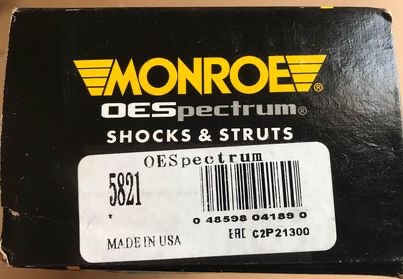 MONROE®
OESpectrum®
SHOCKS & STRUTS
OESpectrum
5821
*
0 48598 04189 0
MADE IN USA
EAC C2P21300